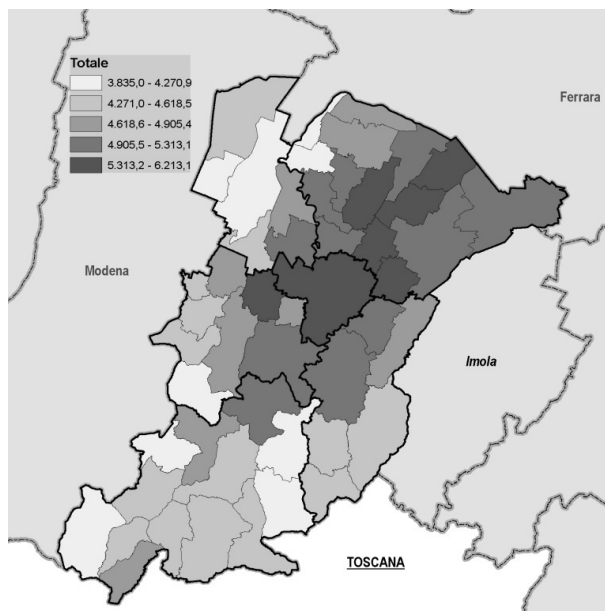 Totale
3.835,0 - 4.270,9
4.271,0 - 4.618,5
4.618,6 - 4.905,4
4.905,5 - 5.313,1
5.313,2 - 6.213,1
Ferrara
Modena
Imola
TOSCANA